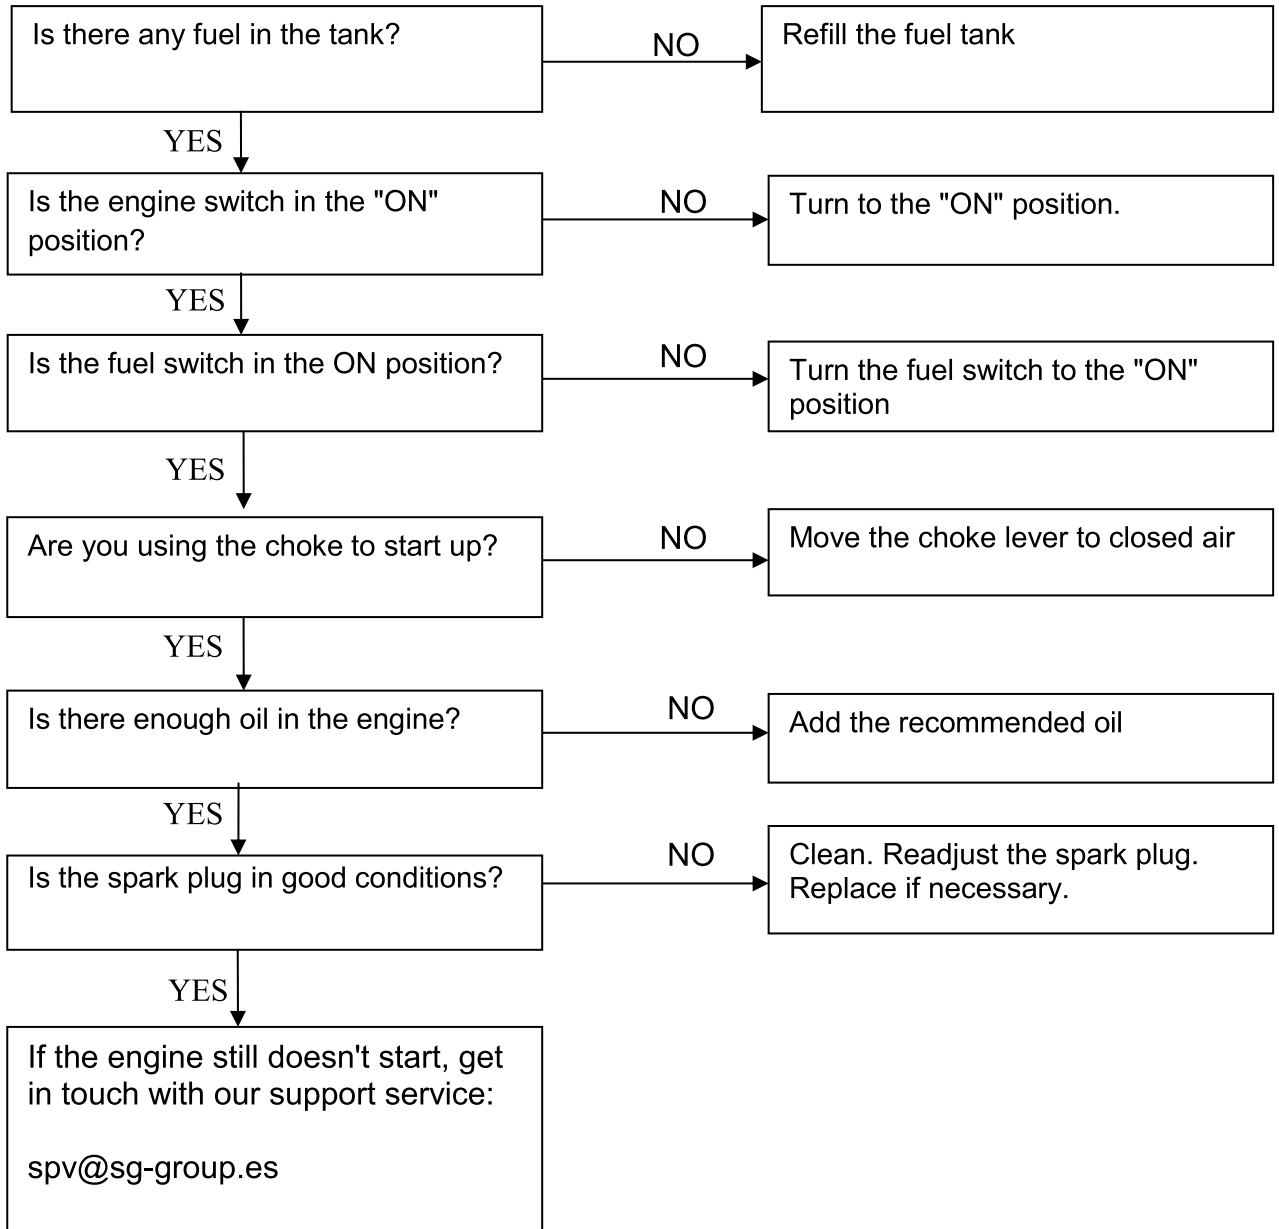 Is there any fuel in the tank?
NO
Refill the fuel tank
YES
Is the engine switch in the "ON"
position?
NO
Turn to the "ON" position.
YES
Is the fuel switch in the ON position?
NO
Turn the fuel switch to the "ON"
position
YES
Are you using the choke to start up?
NO
Move the choke lever to closed air
YES
Is there enough oil in the engine?
NO
Add the recommended oil
YES
Is the spark plug in good conditions?
NO
Clean. Readjust the spark plug.
Replace if necessary.
YES
If the engine still doesn't start, get
in touch with our support service:
spv@sg-group.es